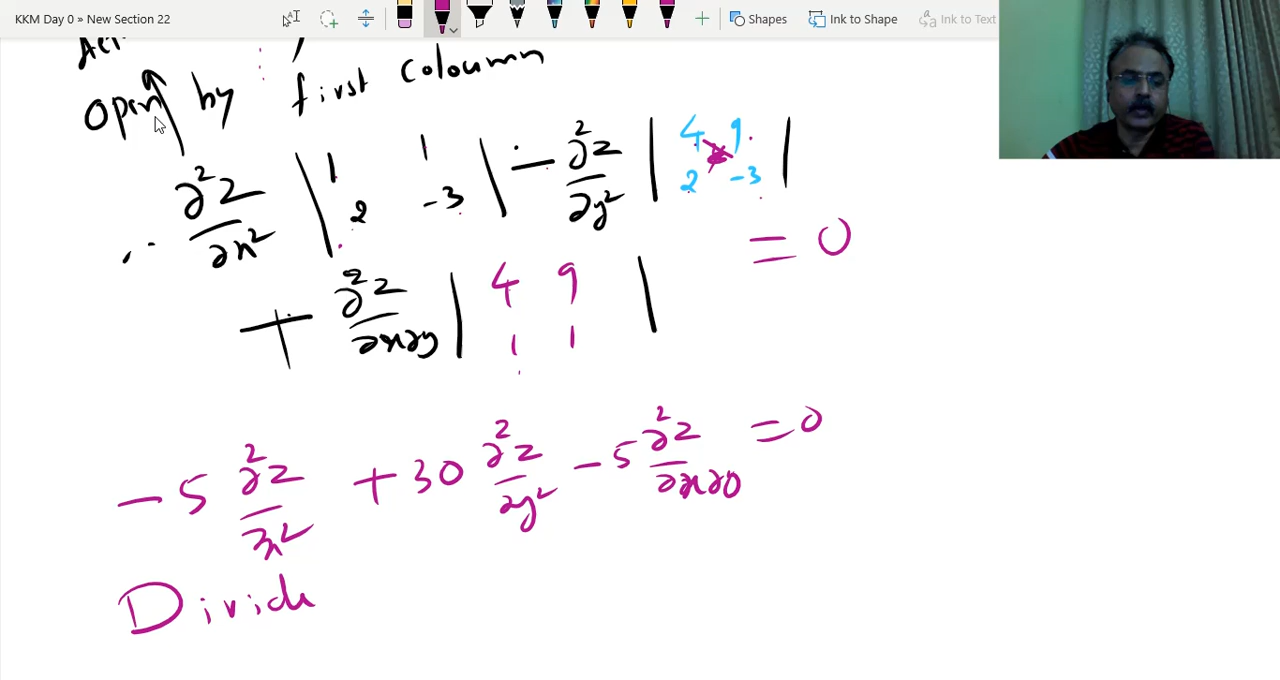 KKM Day 0 » New Section 22
Shapes Ink to Shape Ink to Text
Open by first coloumn
∴ ∂²z/∂x² | 1 1 ; 2 -3 | - ∂²z/∂y² | 4 9 ; 2 -3 |
+ ∂²z/∂x∂y | 4 9 ; 1 1 | = 0
- 5 ∂²z/∂x² + 30 ∂²z/∂y² - 5 ∂²z/∂x∂y = 0
Divide